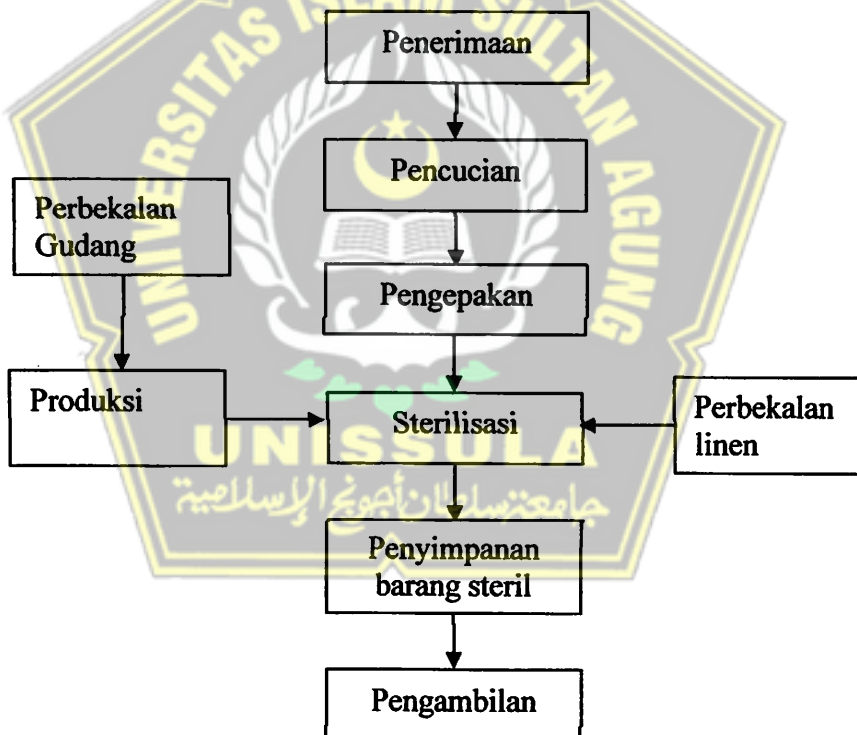 UNIVERSITAS ISLAM SULTAN AGUNG
Penerimaan
Pencucian
Perbekalan
Gudang
Pengepakan
Produksi
Sterilisasi
Perbekalan
linen
UNISSULA
جامعة سلطان أجونج الإسلامية
Penyimpanan
barang steril
Pengambilan